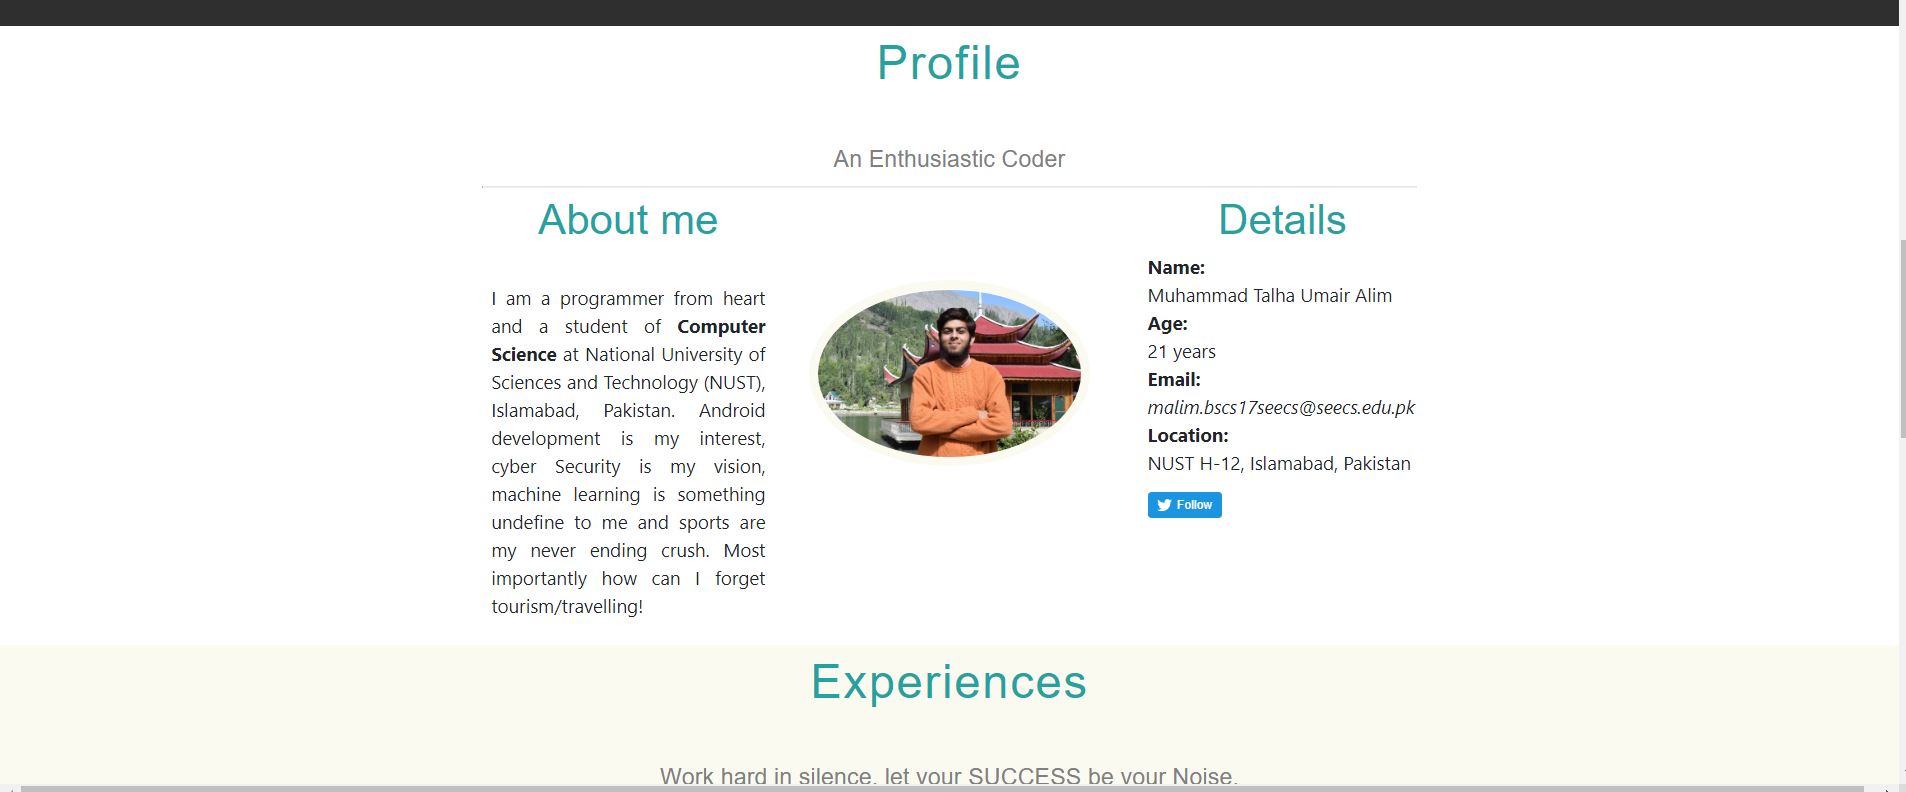 Profile
An Enthusiastic Coder
About me
I am a programmer from heart
and a student of Computer
Science at National University of
Sciences and Technology (NUST),
Islamabad, Pakistan. Android
development is my interest,
cyber Security is my vision,
machine learning is something
undefine to me and sports are
my never ending crush. Most
importantly how can I forget
tourism/travelling!
Details
Name:
Muhammad Talha Umair Alim
Age:
21 years
Email:
malim.bscs17seecs@seecs.edu.pk
Location:
NUST H-12, Islamabad, Pakistan
Follow
Experiences
Work hard in silence, let your SUCCESS be your Noise.